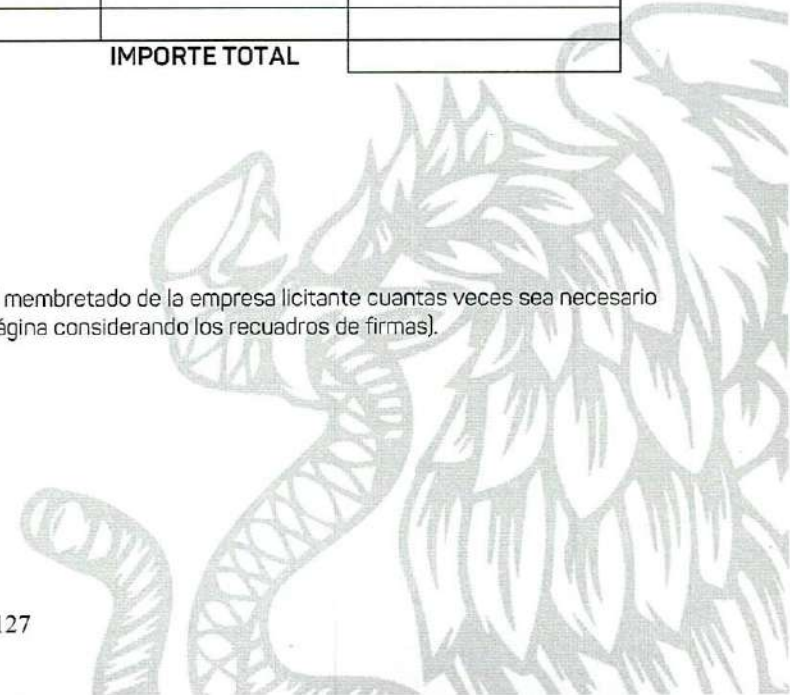 IMPORTE TOTAL
membretado de la empresa licitante cuantas veces sea necesario
ágina considerando los recuadros de firmas).
127